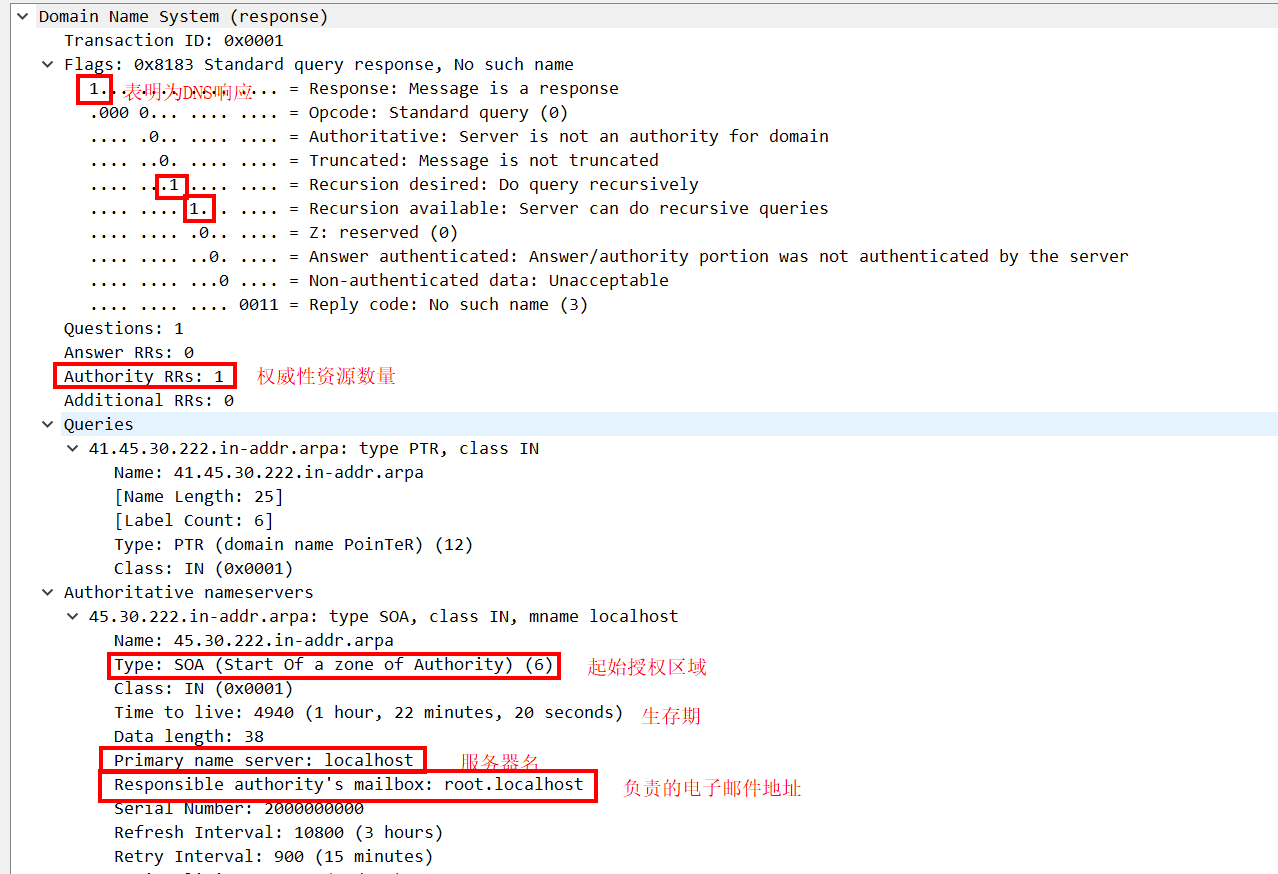 Domain Name System (response)
Transaction ID: 0x0001
Flags: 0x8183 Standard query response, No such name
1... .... .... .... = Response: Message is a response
表明为DNS响应
.000 0... .... .... = Opcode: Standard query (0)
.... .0.. .... .... = Authoritative: Server is not an authority for domain
.... ..0. .... .... = Truncated: Message is not truncated
.... ...1 .... .... = Recursion desired: Do query recursively
.... .... 1... .... = Recursion available: Server can do recursive queries
.... .... .0.. .... = Z: reserved (0)
.... .... ..0. .... = Answer authenticated: Answer/authority portion was not authenticated by the server
.... .... ...0 .... = Non-authenticated data: Unacceptable
.... .... .... 0011 = Reply code: No such name (3)
Questions: 1
Answer RRs: 0
Authority RRs: 1 权威性资源数量
Additional RRs: 0
Queries
41.45.30.222.in-addr.arpa: type PTR, class IN
Name: 41.45.30.222.in-addr.arpa
[Name Length: 25]
[Label Count: 6]
Type: PTR (domain name PoinTeR) (12)
Class: IN (0x0001)
Authoritative nameservers
45.30.222.in-addr.arpa: type SOA, class IN, mname localhost
Name: 45.30.222.in-addr.arpa
Type: SOA (Start Of a zone of Authority) (6) 起始授权区域
Class: IN (0x0001)
Time to live: 4940 (1 hour, 22 minutes, 20 seconds) 生存期
Data length: 38
Primary name server: localhost 服务器名
Responsible authority's mailbox: root.localhost 负责的电子邮件地址
Serial Number: 2000000000
Refresh Interval: 10800 (3 hours)
Retry Interval: 900 (15 minutes)